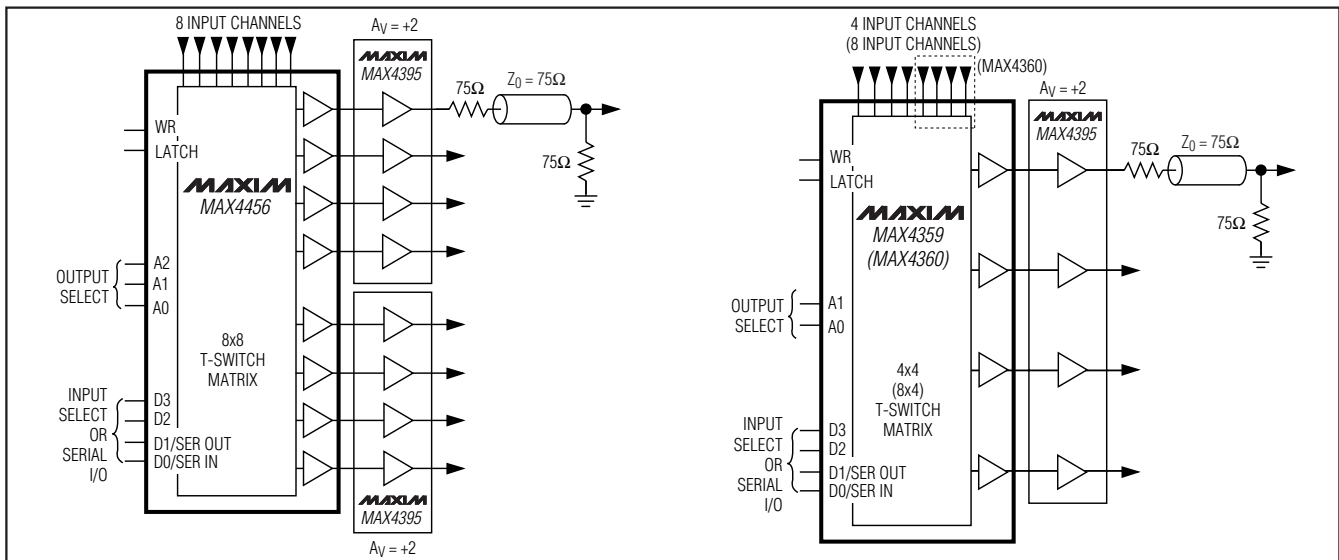 8 INPUT CHANNELS
AV = +2
MAXIM
MAX4395
75Ω
Z0 = 75Ω
75Ω
WR
LATCH
MAXIM
MAX4456
OUTPUT
SELECT
A2
A1
A0
8x8
T-SWITCH
MATRIX
INPUT
SELECT
OR
SERIAL
I/O
D3
D2
D1/SER OUT
D0/SER IN
MAXIM
MAX4395
AV = +2
4 INPUT CHANNELS
(8 INPUT CHANNELS)
(MAX4360)
AV = +2
MAXIM
MAX4395
75Ω
Z0 = 75Ω
75Ω
WR
LATCH
MAXIM
MAX4359
(MAX4360)
OUTPUT
SELECT
A1
A0
4x4
(8x4)
T-SWITCH
MATRIX
INPUT
SELECT
OR
SERIAL
I/O
D3
D2
D1/SER OUT
D0/SER IN